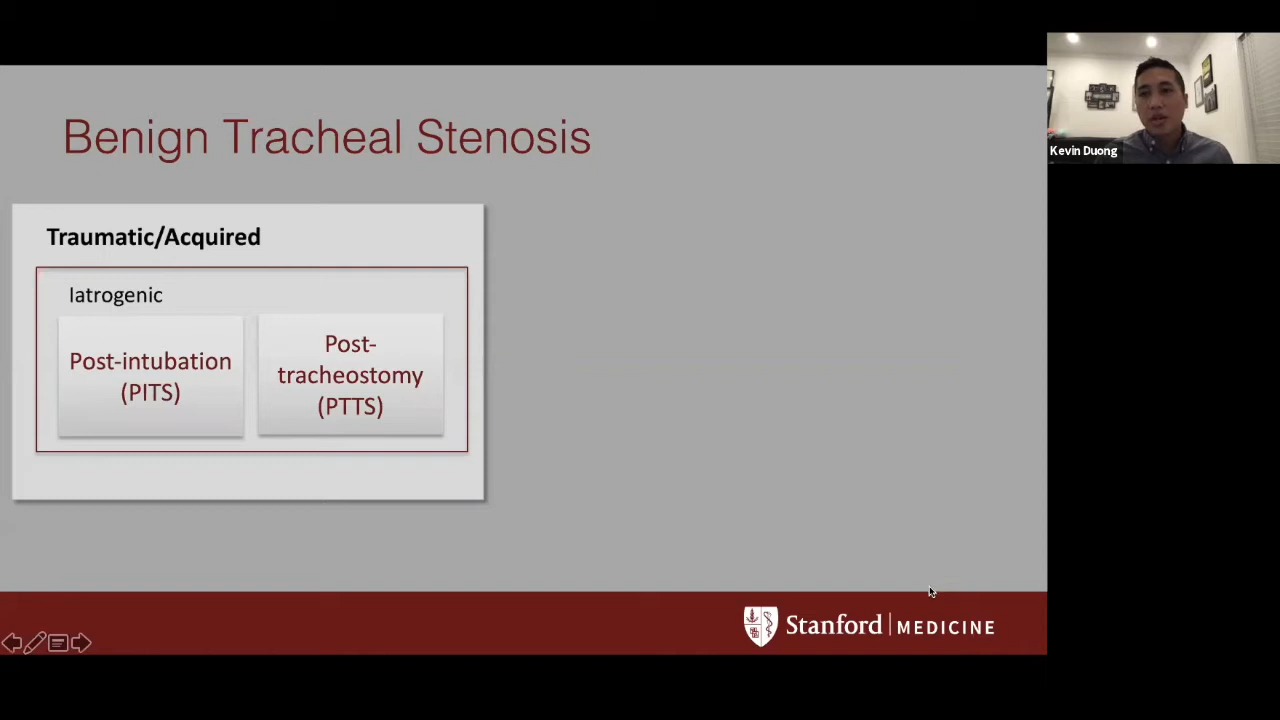 Benign Tracheal Stenosis
Traumatic/Acquired
Iatrogenic
Post-intubation
(PITS)
Post-
tracheostomy
(PTTS)
Stanford MEDICINE
Kevin Duong